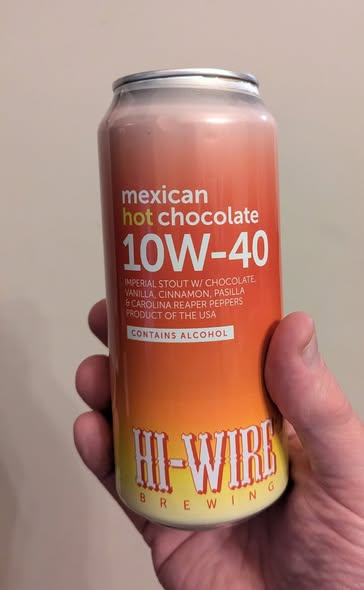 mexican
hot chocolate
10W-40
IMPERIAL STOUT W/ CHOCOLATE,
VANILLA, CINNAMON, PASILLA
& CAROLINA REAPER PEPPERS
PRODUCT OF THE USA
CONTAINS ALCOHOL
HI-WIRE
BREWING